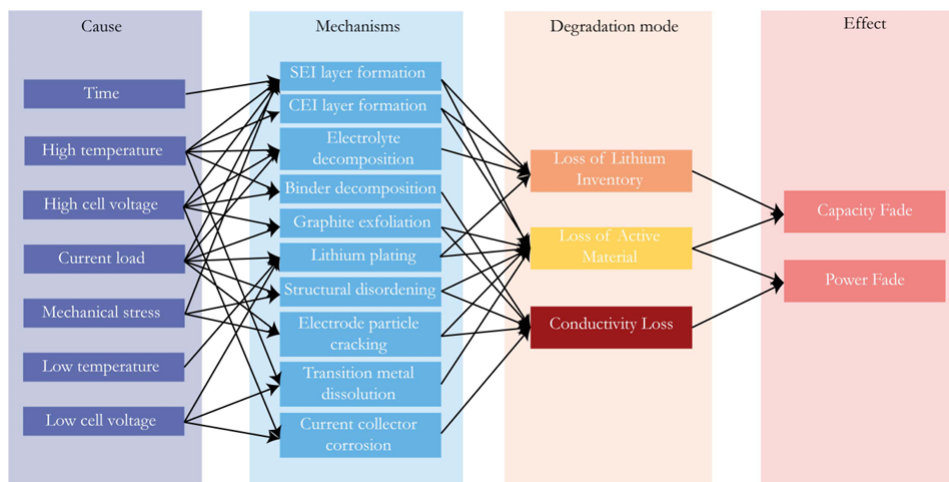 Cause
Mechanisms
Degradation mode
Effect
Time
High temperature
High cell voltage
Current load
Mechanical stress
Low temperature
Low cell voltage
SEI layer formation
CEI layer formation
Electrolyte
decomposition
Binder decomposition
Graphite exfoliation
Lithium plating
Structural disordening
Electrode particle
cracking
Transition metal
dissolution
Current collector
corrosion
Loss of Lithium
Inventory
Loss of Active
Material
Conductivity Loss
Capacity Fade
Power Fade